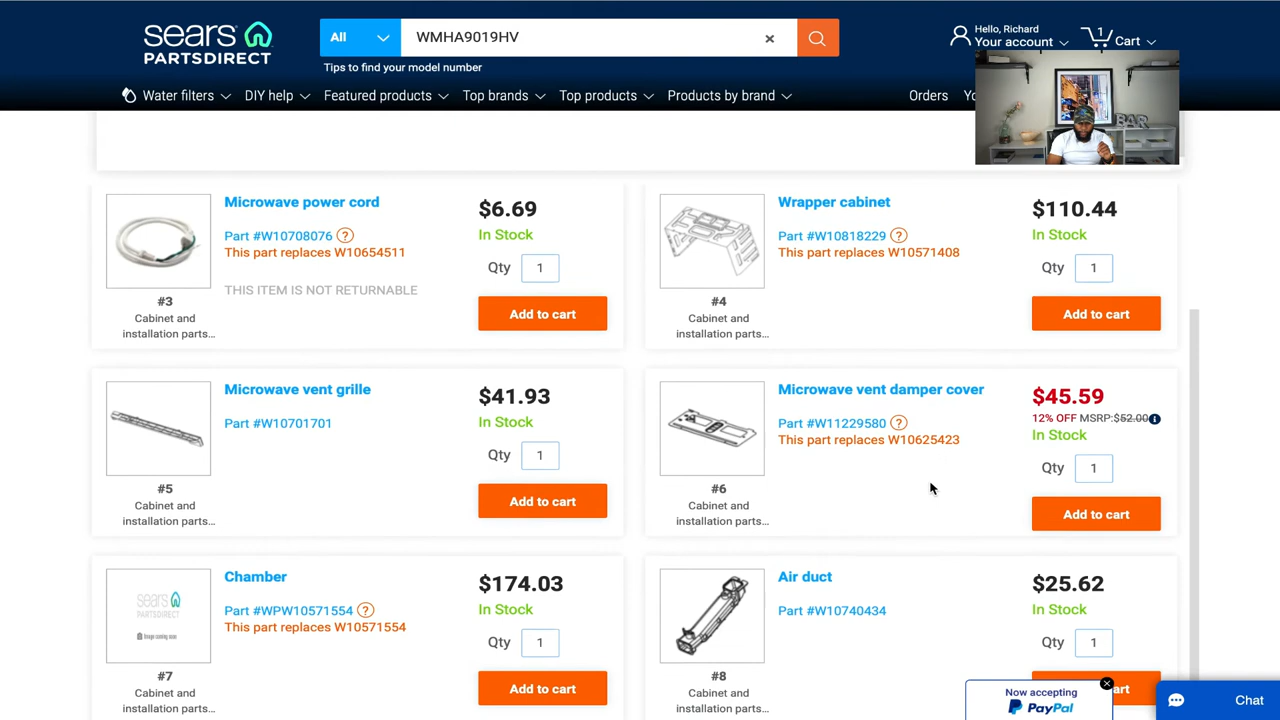 sears
PARTSDIRECT
All
WMHA9019HV
Tips to find your model number
Hello, Richard
Your account
1
Cart
Water filters
DIY help
Featured products
Top brands
Top products
Products by brand
Orders
BAR
Microwave power cord
Part #W10708076 ?
This part replaces W10654511
THIS ITEM IS NOT RETURNABLE
$6.69
In Stock
Qty 1
Add to cart
#3
Cabinet and
installation parts...
Wrapper cabinet
Part #W10818229 ?
This part replaces W10571408
$110.44
In Stock
Qty 1
Add to cart
#4
Cabinet and
installation parts...
Microwave vent grille
Part #W10701701
$41.93
In Stock
Qty 1
Add to cart
#5
Cabinet and
installation parts...
Microwave vent damper cover
Part #W11229580 ?
This part replaces W10625423
$45.59
12% OFF MSRP:$52.00
In Stock
Qty 1
Add to cart
#6
Cabinet and
installation parts...
Chamber
Part #WPW10571554 ?
This part replaces W10571554
$174.03
In Stock
Qty 1
Add to cart
sears
PARTSDIRECT
Image coming soon
#7
Cabinet and
installation parts...
Air duct
Part #W10740434
$25.62
In Stock
Qty 1
#8
Cabinet and
installation parts...
Now accepting
PayPal
Chat